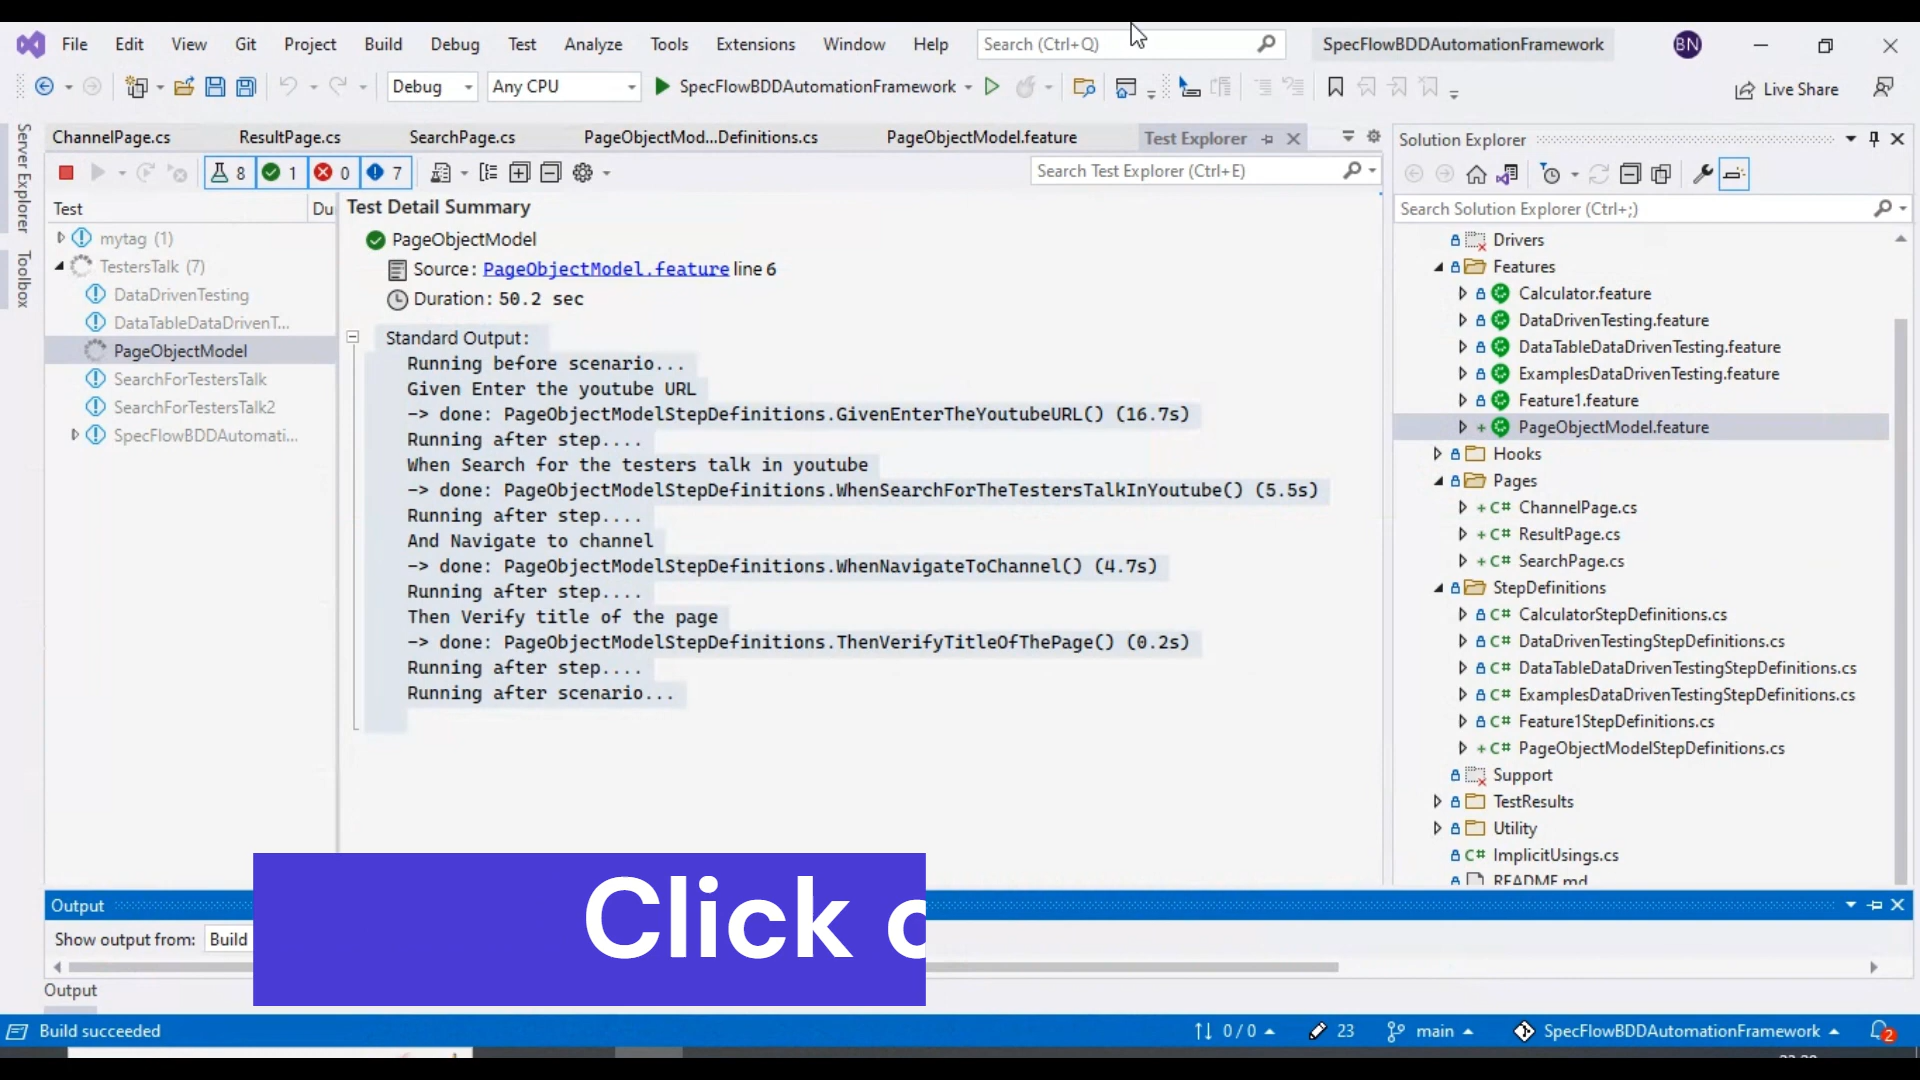 File Edit View Git Project Build Debug Test Analyze Tools Extensions Window Help Search (Ctrl+Q) SpecFlowBDDAutomationFramework BN
Debug Any CPU SpecFlowBDDAutomationFramework Live Share
Server Explorer
Toolbox
ChannelPage.cs ResultPage.cs SearchPage.cs PageObjectMod...Definitions.cs PageObjectModel.feature Test Explorer
8 1 0 7 Search Test Explorer (Ctrl+E)
Test
mytag (1)
TestersTalk (7)
DataDrivenTesting
DataTableDataDrivenT...
PageObjectModel
SearchForTestersTalk
SearchForTestersTalk2
SpecFlowBDDAutomati...
Test Detail Summary
PageObjectModel
Source: PageObjectModel.feature line 6
Duration: 50.2 sec
Standard Output:
Running before scenario...
Given Enter the youtube URL
-> done: PageObjectModelStepDefinitions.GivenEnterTheYoutubeURL() (16.7s)
Running after step....
When Search for the testers talk in youtube
-> done: PageObjectModelStepDefinitions.WhenSearchForTheTestersTalkInYoutube() (5.5s)
Running after step....
And Navigate to channel
-> done: PageObjectModelStepDefinitions.WhenNavigateToChannel() (4.7s)
Running after step....
Then Verify title of the page
-> done: PageObjectModelStepDefinitions.ThenVerifyTitleOfThePage() (0.2s)
Running after step....
Running after scenario...
Solution Explorer
Search Solution Explorer (Ctrl+;)
Drivers
Features
Calculator.feature
DataDrivenTesting.feature
DataTableDataDrivenTesting.feature
ExamplesDataDrivenTesting.feature
Feature1.feature
PageObjectModel.feature
Hooks
Pages
ChannelPage.cs
ResultPage.cs
SearchPage.cs
StepDefinitions
CalculatorStepDefinitions.cs
DataDrivenTestingStepDefinitions.cs
DataTableDataDrivenTestingStepDefinitions.cs
ExamplesDataDrivenTestingStepDefinitions.cs
Feature1StepDefinitions.cs
PageObjectModelStepDefinitions.cs
Support
TestResults
Utility
ImplicitUsings.cs
README.md
Output
Show output from: Build
Click
Output
Build succeeded 0 / 0 23 main SpecFlowBDDAutomationFramework 2